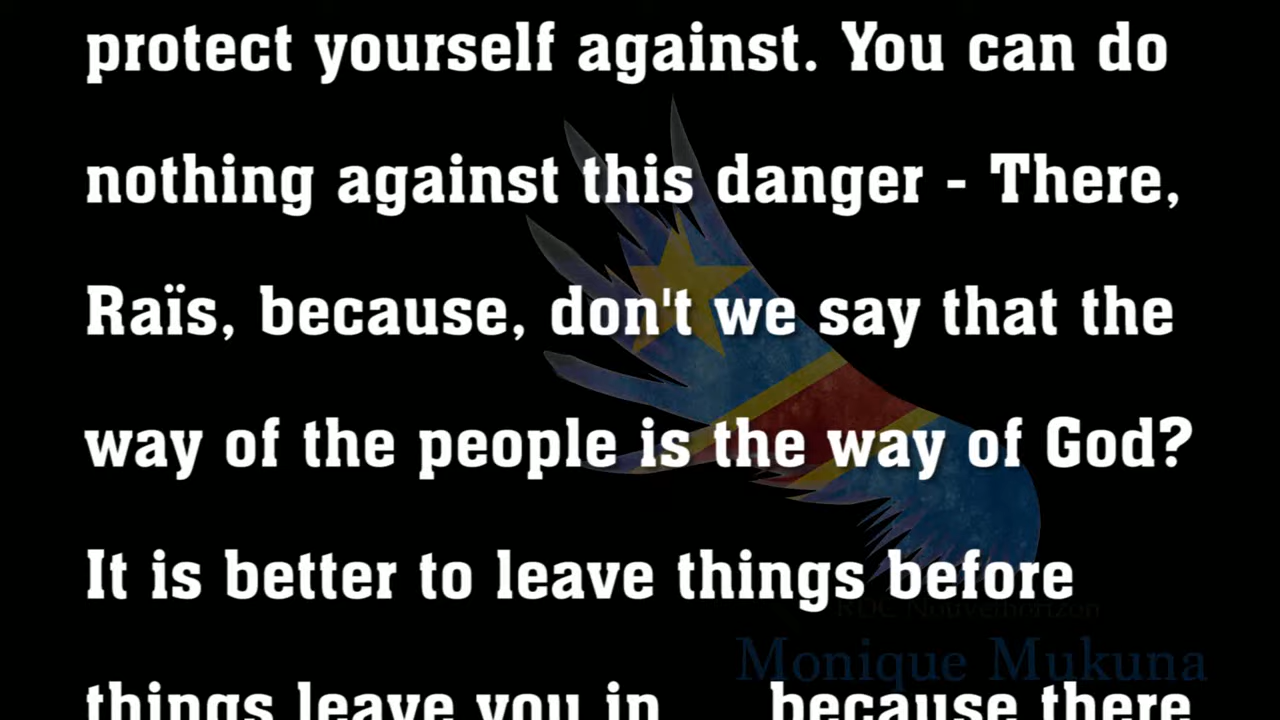 protect yourself against. You can do
nothing against this danger - There,
Raïs, because, don't we say that the
way of the people is the way of God?
It is better to leave things before
RDC Nouvelhorizon
Monique Mukuna
things leave you in because there